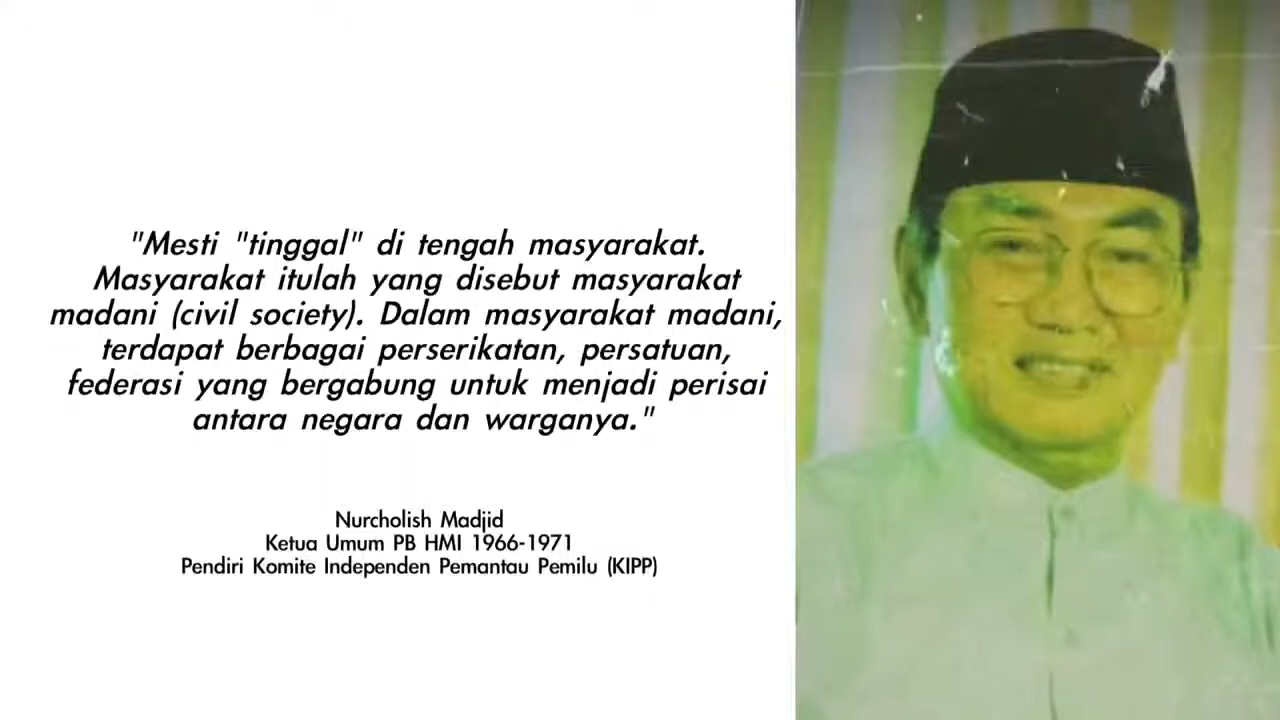 "Mesti "tinggal" di tengah masyarakat.
Masyarakat itulah yang disebut masyarakat
madani (civil society). Dalam masyarakat madani,
terdapat berbagai perserikatan, persatuan,
federasi yang bergabung untuk menjadi perisai
antara negara dan warganya."
Nurcholish Madjid
Ketua Umum PB HMI 1966-1971
Pendiri Komite Independen Pemantau Pemilu (KIPP)